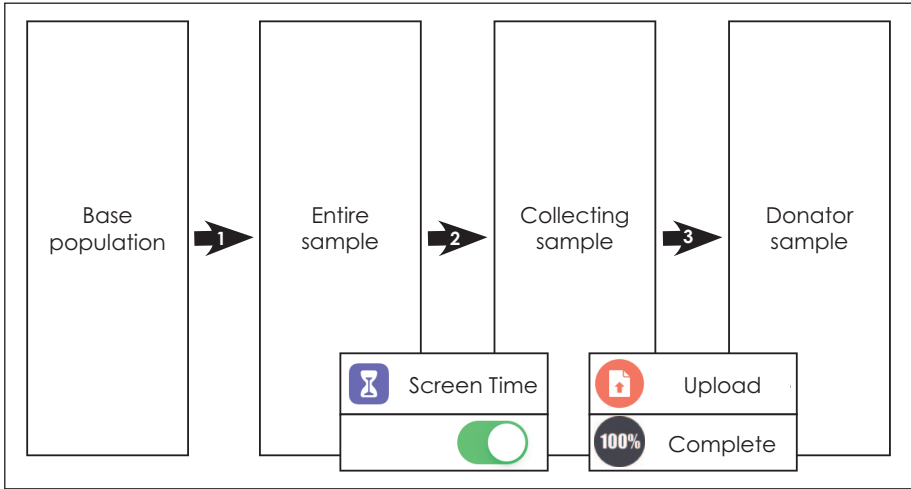 Base
population
1
Entire
sample
2
Collecting
sample
3
Donator
sample
Screen Time
Upload
100%
Complete